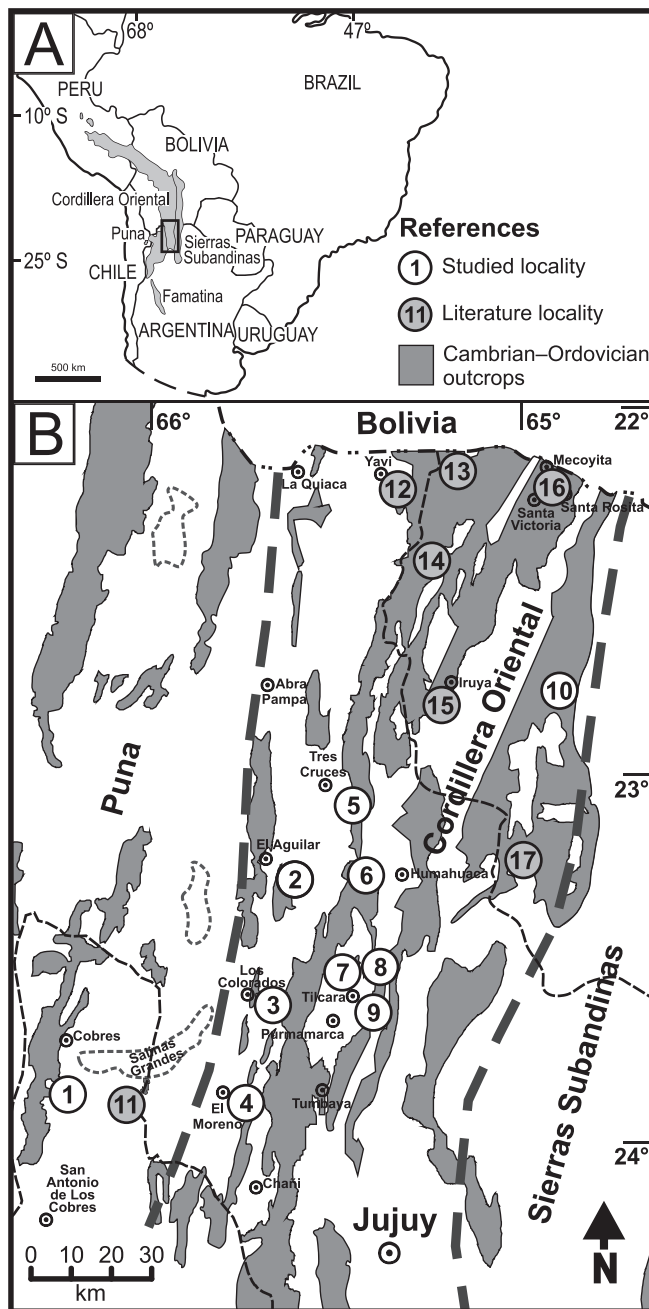 A
68
47
PERU
BRAZIL
10º S
BOLIVIA
Cordillera Oriental
Puna
Sierras
Subandinas
PARAGUAY
25º S
CHILE
Famatina
ARGENTINA
URUGUAY
500 km
References
1 Studied locality
11 Literature locality
Cambrian–Ordovician
outcrops
B
66°
Bolivia
65°
22°
La Quiaca
Yavi
12
13
Mecoyita
16
Santa Rosita
Santa
Victoria
14
Abra
Pampa
Iruya
15
10
Puna
Cordillera Oriental
Tres
Cruces
23°
5
El Aguilar
2
6
Humahuaca
17
Los
Colorados
7
8
3
Tilcara
9
Purmamarca
Cobres
Salinas
Grandes
1
11
El
Moreno
4
Tumbaya
24°
Sierras Subandinas
San
Antonio
de Los
Cobres
Chañi
Jujuy
N
0 10 20 30
km